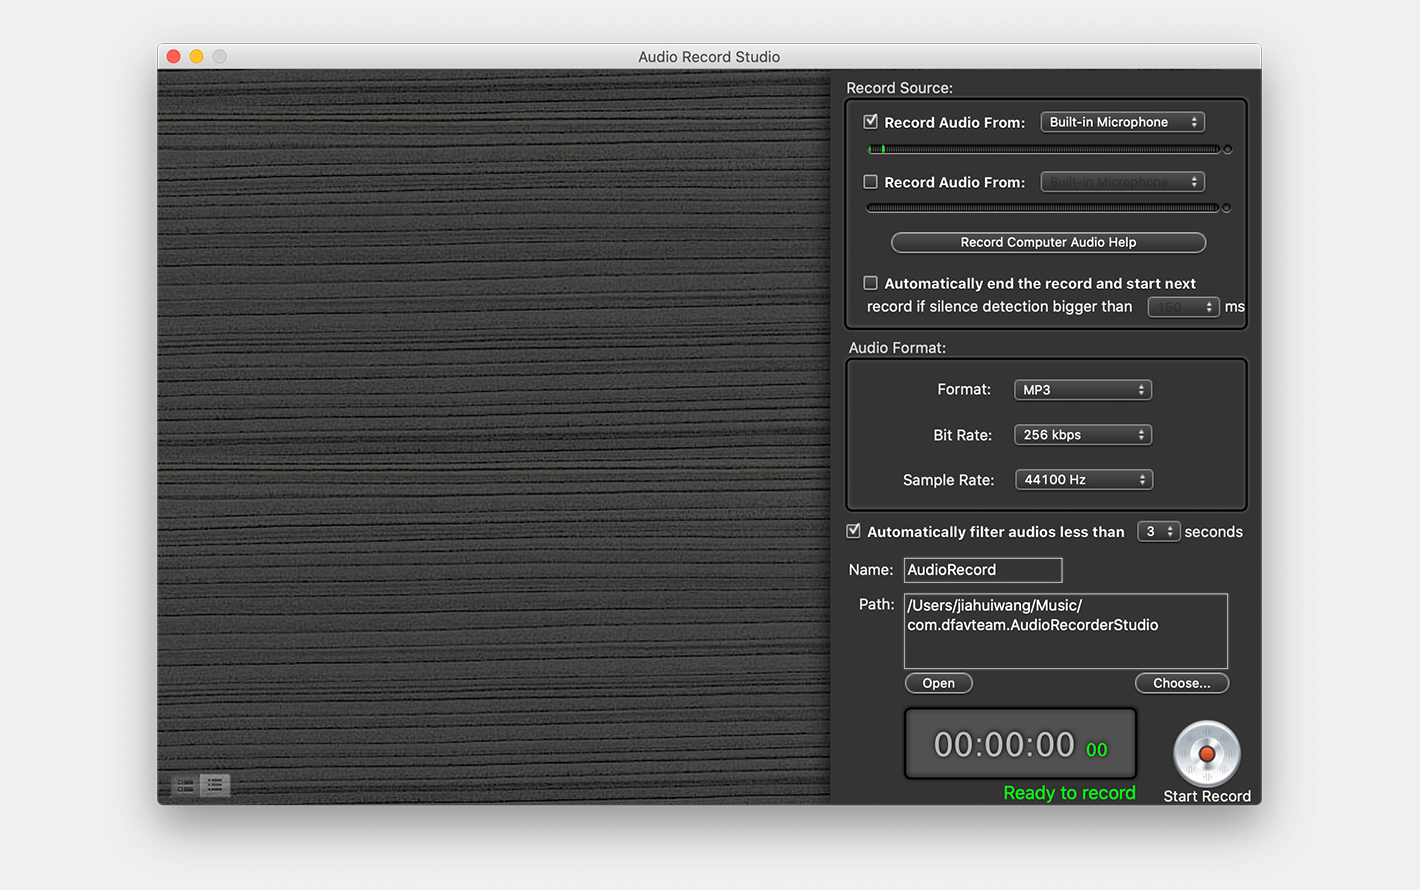 Audio Record Studio
Record Source:
Record Audio From: Built-in Microphone
Record Audio From: Built-in Microphone
Record Computer Audio Help
Automatically end the record and start next
record if silence detection bigger than 150 ms
Audio Format:
Format: MP3
Bit Rate: 256 kbps
Sample Rate: 44100 Hz
Automatically filter audios less than 3 seconds
Name: AudioRecord
Path: /Users/jiahuiwang/Music/
com.dfavteam.AudioRecorderStudio
Open Choose...
00:00:00 00
Ready to record
Start Record